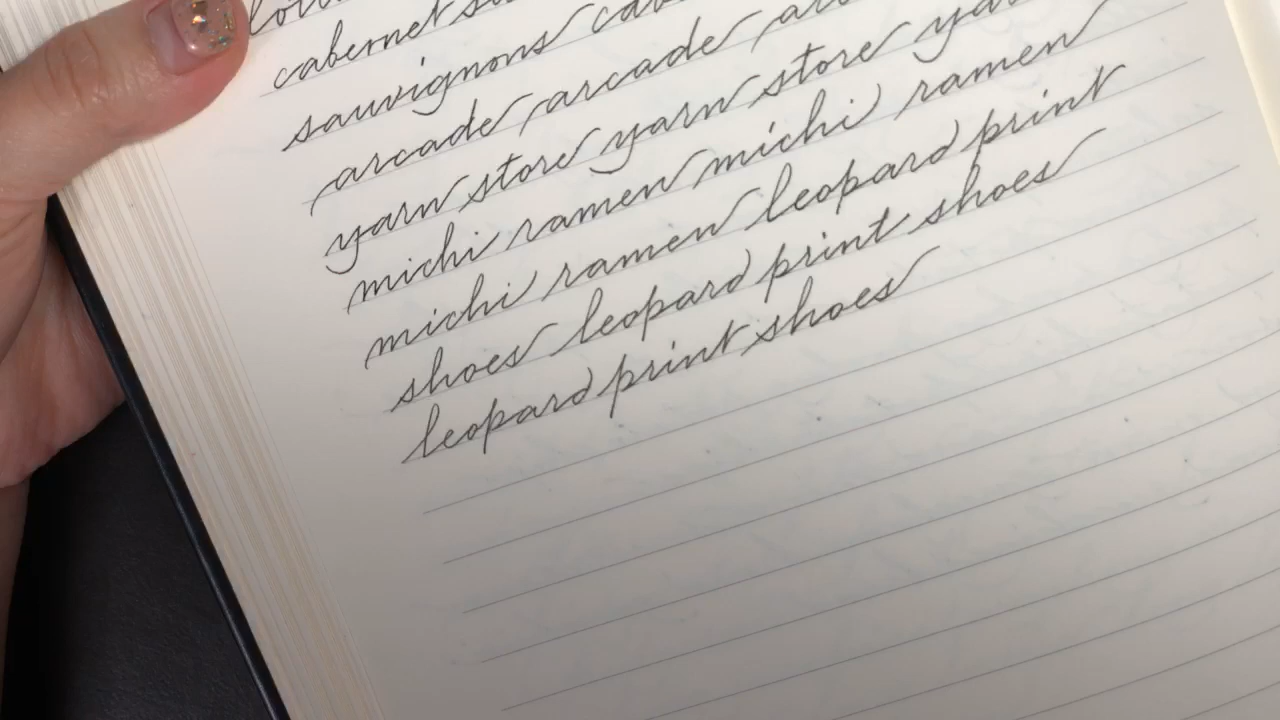 cabernet
sauvignons
arcade arcade
yarn store yarn store
michi ramen michi ramen
michi ramen leopard print
shoes leopard print shoes
leopard print shoes